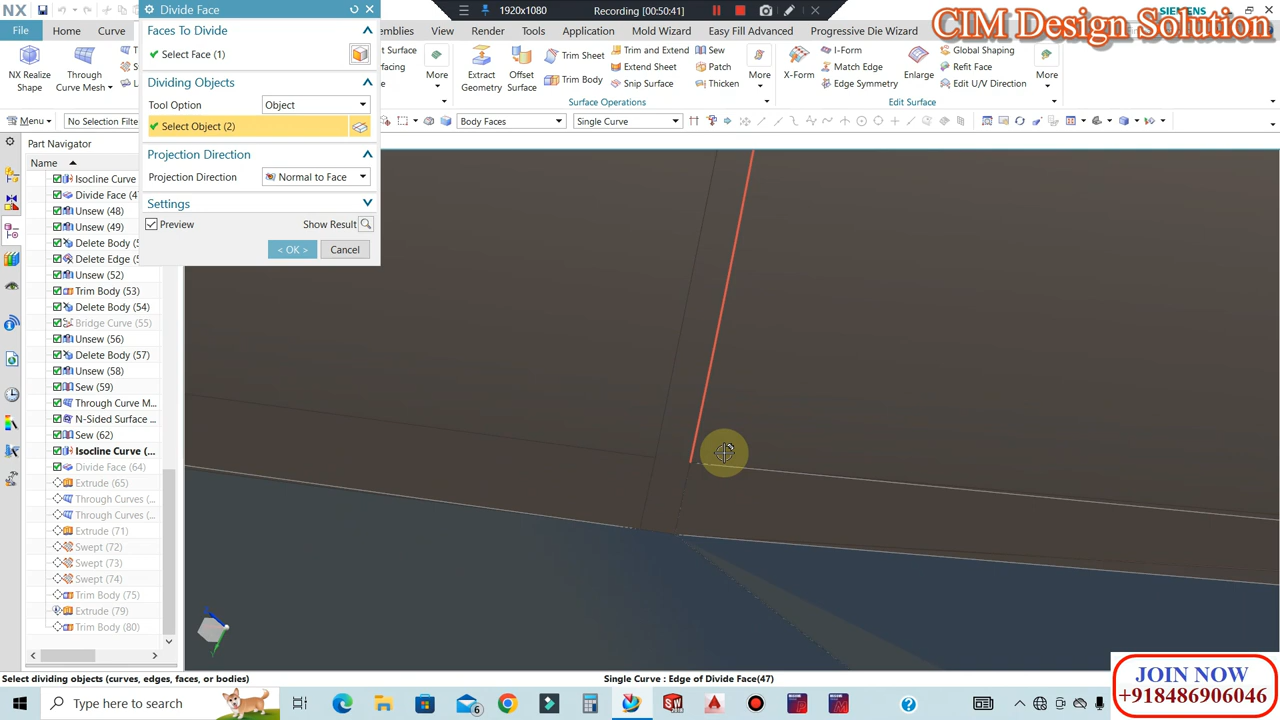 NX
Divide Face
1920x1080
Recording [00:50:41]
SIEMENS
CIM Design Solution
File
Home
Curve
Assemblies
View
Render
Tools
Application
Mold Wizard
Easy Fill Advanced
Progressive Die Wizard
NX Realize Shape
Through Curve Mesh
More
Extract Geometry
Offset Surface
Trim Sheet
Trim Body
Trim and Extend
Extend Sheet
Snip Surface
Sew
Patch
Thicken
More
Surface Operations
X-Form
I-Form
Match Edge
Edge Symmetry
Enlarge
Global Shaping
Refit Face
Edit U/V Direction
More
Edit Surface
Menu
No Selection Filter
Body Faces
Single Curve
Faces To Divide
Select Face (1)
Dividing Objects
Tool Option
Object
Select Object (2)
Projection Direction
Projection Direction
Normal to Face
Settings
Preview
Show Result
< OK >
Cancel
Part Navigator
Name
Isocline Curve
Divide Face (47
Unsew (48)
Unsew (49)
Delete Body (5
Delete Edge (5
Unsew (52)
Trim Body (53)
Delete Body (54)
Bridge Curve (55)
Unsew (56)
Delete Body (57)
Unsew (58)
Sew (59)
Through Curve M...
N-Sided Surface ...
Sew (62)
Isocline Curve (...
Divide Face (64)
Extrude (65)
Through Curves (...
Through Curves (...
Extrude (71)
Swept (72)
Swept (73)
Swept (74)
Trim Body (75)
Extrude (79)
Trim Body (80)
Select dividing objects (curves, edges, faces, or bodies)
Single Curve : Edge of Divide Face(47)
JOIN NOW
+918486906046
Type here to search
6